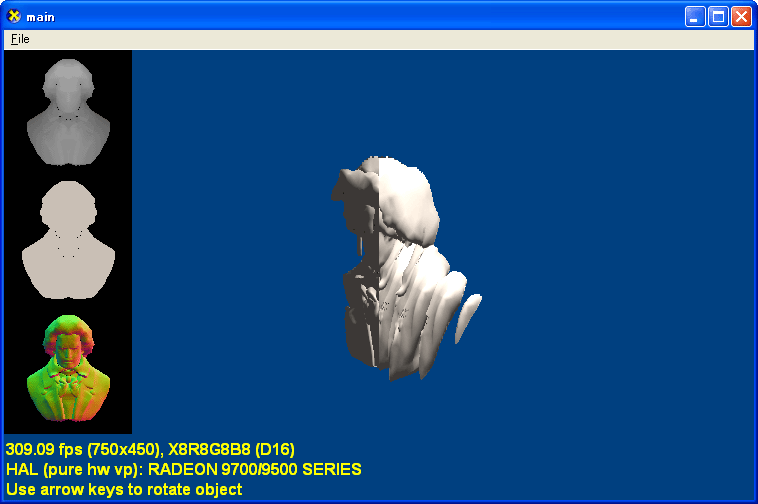 main
File
309.09 fps (750x450), X8R8G8B8 (D16)
HAL (pure hw vp): RADEON 9700/9500 SERIES
Use arrow keys to rotate object